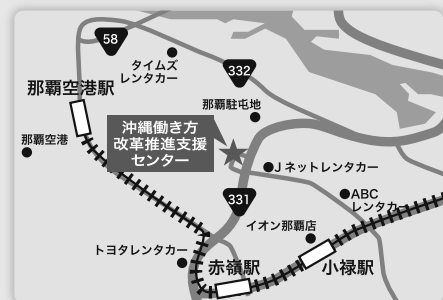 58
タイムズ
レンタカー
332
那覇空港駅
那覇駐屯地
沖縄働き方
改革推進支援
センター
那覇空港
Jネットレンタカー
ABC
レンタカー
331
イオン那覇店
トヨタレンタカー
赤嶺駅
小禄駅